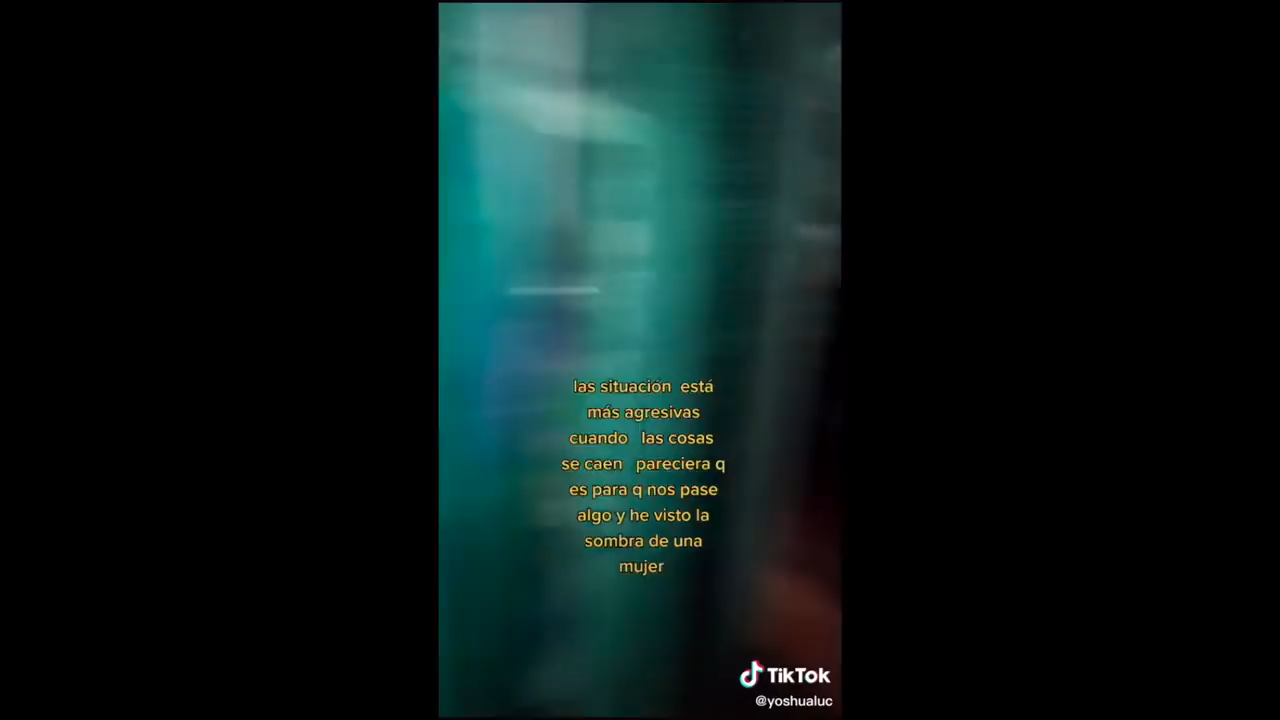 las situación está
más agresivas
cuando las cosas
se caen pareciera q
es para q nos pase
algo y he visto la
sombra de una
mujer
TikTok
@yoshualuc